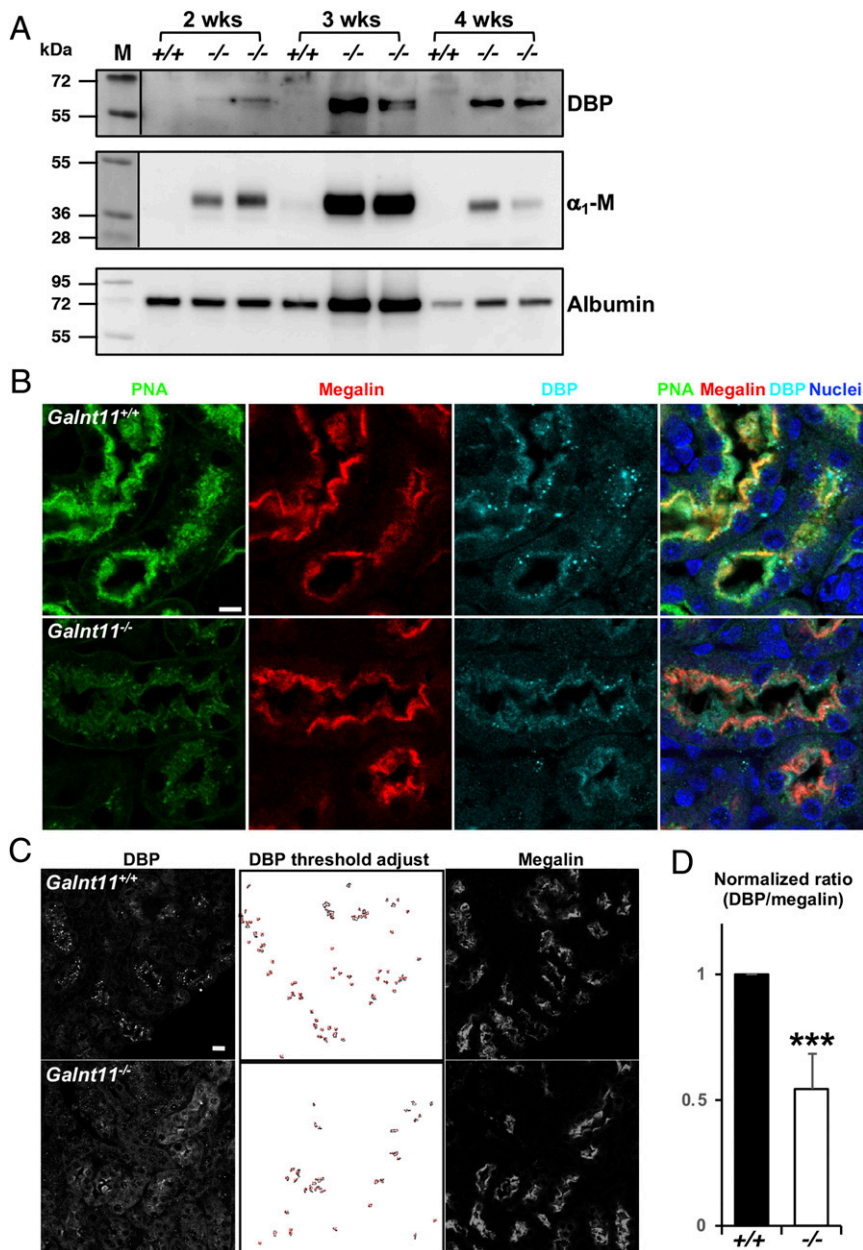 A
2 wks 3 wks 4 wks
kDa M +/+ -/- -/- +/+ -/- -/- +/+ -/- -/-
72
55
DBP
55
36
28
α1-M
95
72
55
Albumin
B
PNA Megalin DBP PNA Megalin DBP Nuclei
Galnt11+/+
Galnt11-/-
C
DBP DBP threshold adjust Megalin
Galnt11+/+
Galnt11-/-
D
Normalized ratio
(DBP/megalin)
1
***
0.5
0
+/+ -/-